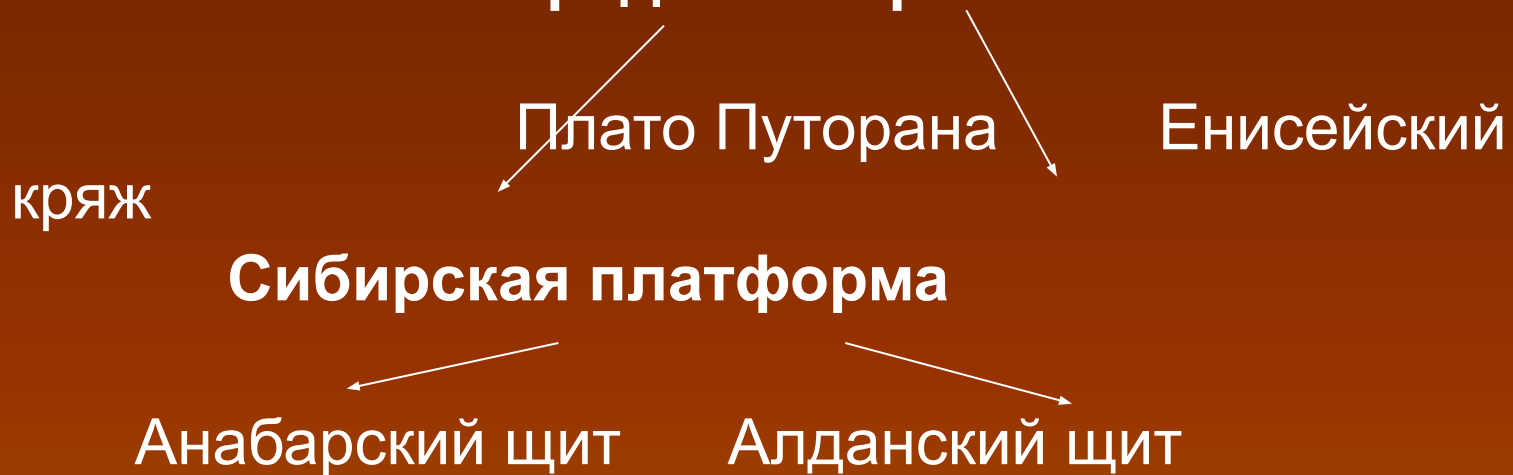 Плато Путорана Енисейский
кряж
Сибирская платформа
Анабарский щит Алданский щит